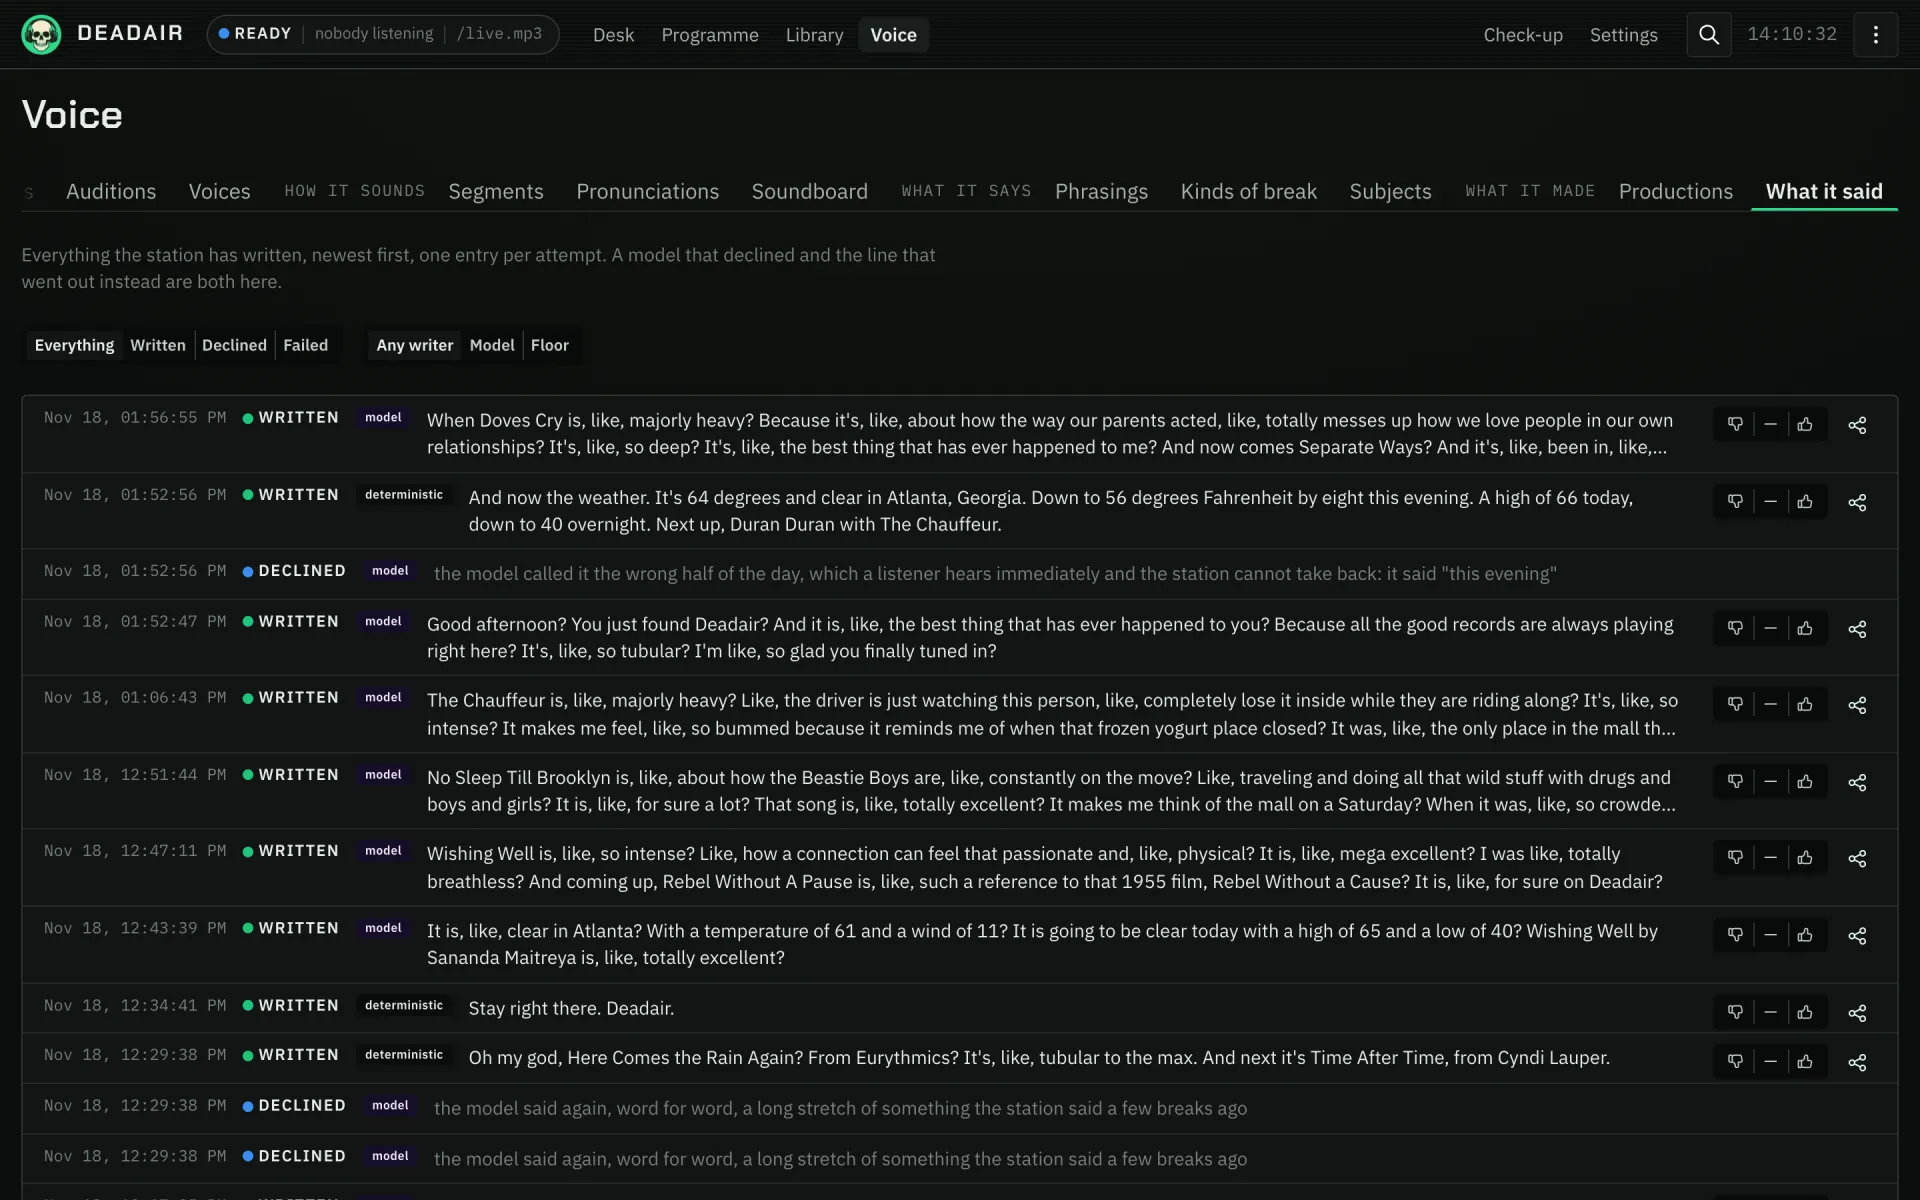 DEADAIR
READY nobody listening /live.mp3
Desk Programme Library Voice
Check-up Settings 14:10:32
Voice
s Auditions Voices HOW IT SOUNDS Segments Pronunciations Soundboard WHAT IT SAYS Phrasings Kinds of break Subjects WHAT IT MADE Productions What it said
Everything the station has written, newest first, one entry per attempt. A model that declined and the line that
went out instead are both here.
Everything Written Declined Failed Any writer Model Floor
Nov 18, 01:56:55 PM WRITTEN model When Doves Cry is, like, majorly heavy? Because it's, like, about how the way our parents acted, like, totally messes up how we love people in our own
relationships? It's, like, so deep? It's, like, the best thing that has ever happened to me? And now comes Separate Ways? And it's, like, been in, like,...
Nov 18, 01:52:56 PM WRITTEN deterministic And now the weather. It's 64 degrees and clear in Atlanta, Georgia. Down to 56 degrees Fahrenheit by eight this evening. A high of 66 today,
down to 40 overnight. Next up, Duran Duran with The Chauffeur.
Nov 18, 01:52:56 PM DECLINED model the model called it the wrong half of the day, which a listener hears immediately and the station cannot take back: it said "this evening"
Nov 18, 01:52:47 PM WRITTEN model Good afternoon? You just found Deadair? And it is, like, the best thing that has ever happened to you? Because all the good records are always playing
right here? It's, like, so tubular? I'm like, so glad you finally tuned in?
Nov 18, 01:06:43 PM WRITTEN model The Chauffeur is, like, majorly heavy? Like, the driver is just watching this person, like, completely lose it inside while they are riding along? It's, like, so
intense? It makes me feel, like, so bummed because it reminds me of when that frozen yogurt place closed? It was, like, the only place in the mall th...
Nov 18, 12:51:44 PM WRITTEN model No Sleep Till Brooklyn is, like, about how the Beastie Boys are, like, constantly on the move? Like, traveling and doing all that wild stuff with drugs and
boys and girls? It is, like, for sure a lot? That song is, like, totally excellent? It makes me think of the mall on a Saturday? When it was, like, so crowde...
Nov 18, 12:47:11 PM WRITTEN model Wishing Well is, like, so intense? Like, how a connection can feel that passionate and, like, physical? It is, like, mega excellent? I was like, totally
breathless? And coming up, Rebel Without A Pause is, like, such a reference to that 1955 film, Rebel Without a Cause? It is, like, for sure on Deadair?
Nov 18, 12:43:39 PM WRITTEN model It is, like, clear in Atlanta? With a temperature of 61 and a wind of 11? It is going to be clear today with a high of 65 and a low of 40? Wishing Well by
Sananda Maitreya is, like, totally excellent?
Nov 18, 12:34:41 PM WRITTEN deterministic Stay right there. Deadair.
Nov 18, 12:29:38 PM WRITTEN deterministic Oh my god, Here Comes the Rain Again? From Eurythmics? It's, like, tubular to the max. And next it's Time After Time, from Cyndi Lauper.
Nov 18, 12:29:38 PM DECLINED model the model said again, word for word, a long stretch of something the station said a few breaks ago
Nov 18, 12:29:38 PM DECLINED model the model said again, word for word, a long stretch of something the station said a few breaks ago